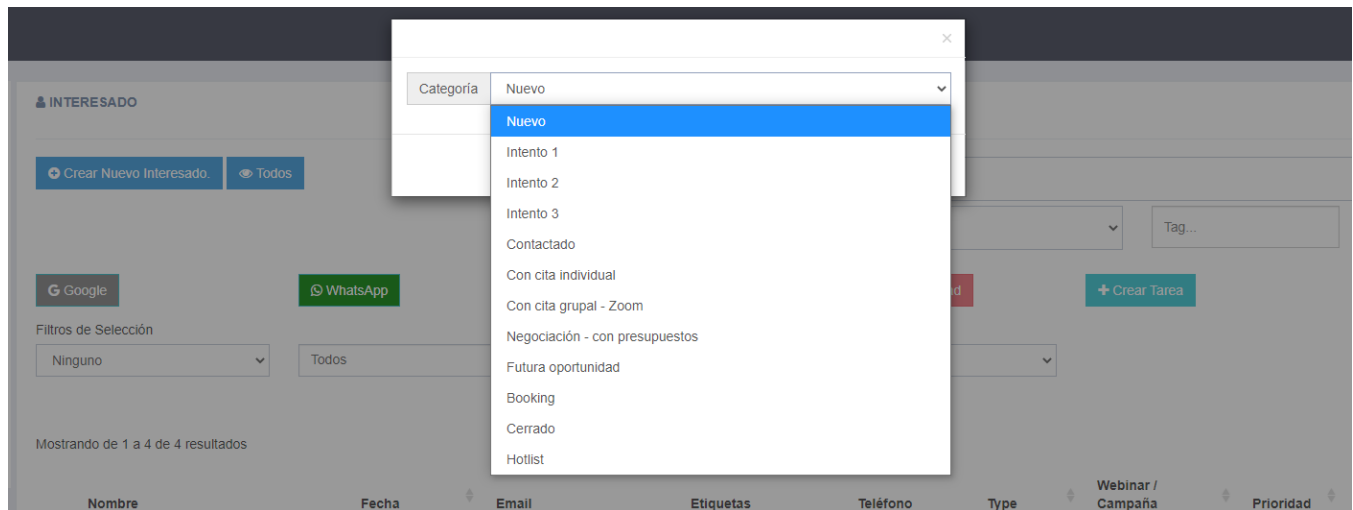 ×
Categoría Nuevo
INTERESADO
Nuevo
Intento 1
Crear Nuevo Interesado. Todos
Intento 2
Intento 3
Tag...
Contactado
Con cita individual
Google WhatsApp Crear Tarea
Con cita grupal - Zoom
Filtros de Selección
Negociación - con presupuestos
Ninguno Todos
Futura oportunidad
Booking
Cerrado
Mostrando de 1 a 4 de 4 resultados
Hotlist
Nombre Fecha Email Etiquetas Teléfono Type Webinar /
Campaña Prioridad